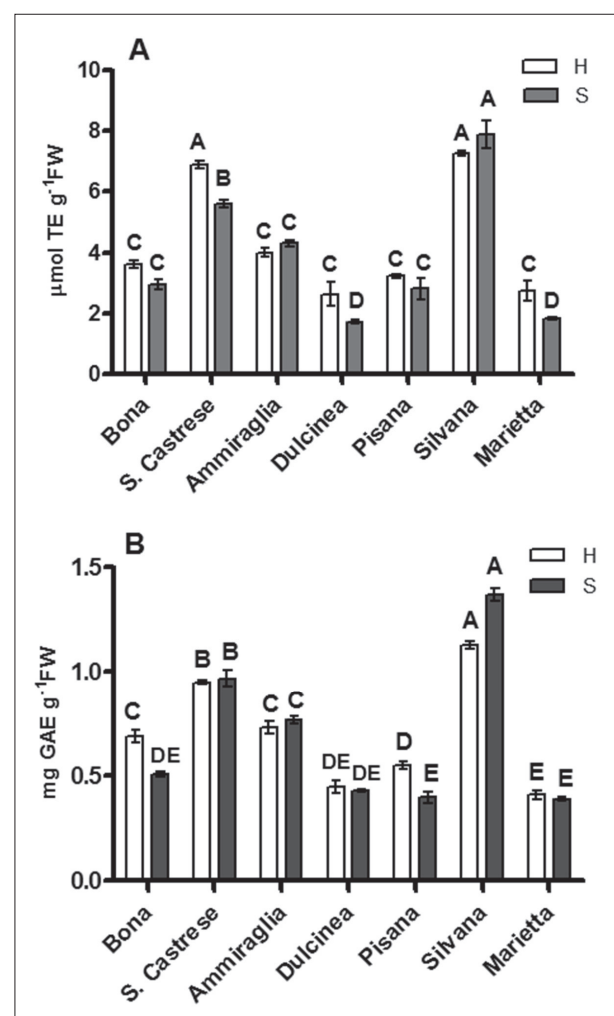 A
H
S
µmol TE g-1FW
10
8
6
4
2
0
C C A B C C C D C C A A C D
Bona S. Castrese Ammiraglia Dulcinea Pisana Silvana Marietta
B
H
S
mg GAE g-1FW
1.5
1.0
0.5
0.0
C DE B B C C DE DE D E A A E E
Bona S. Castrese Ammiraglia Dulcinea Pisana Silvana Marietta